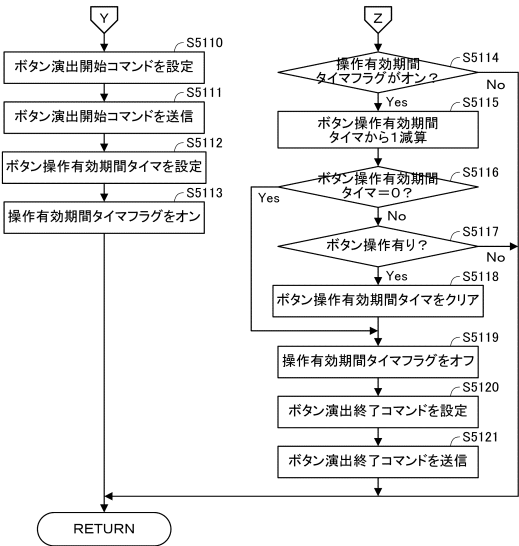 Y
S5110
ボタン演出開始コマンドを設定
S5111
ボタン演出開始コマンドを送信
S5112
ボタン操作有効期間タイマを設定
S5113
操作有効期間タイマフラグをオン
Z
S5114
操作有効期間
タイマフラグがオン?
No
Yes
S5115
ボタン操作有効期間
タイマから1減算
S5116
ボタン操作有効期間
タイマ=0?
Yes
No
S5117
ボタン操作有り?
No
Yes
S5118
ボタン操作有効期間タイマをクリア
S5119
操作有効期間タイマフラグをオフ
S5120
ボタン演出終了コマンドを設定
S5121
ボタン演出終了コマンドを送信
RETURN